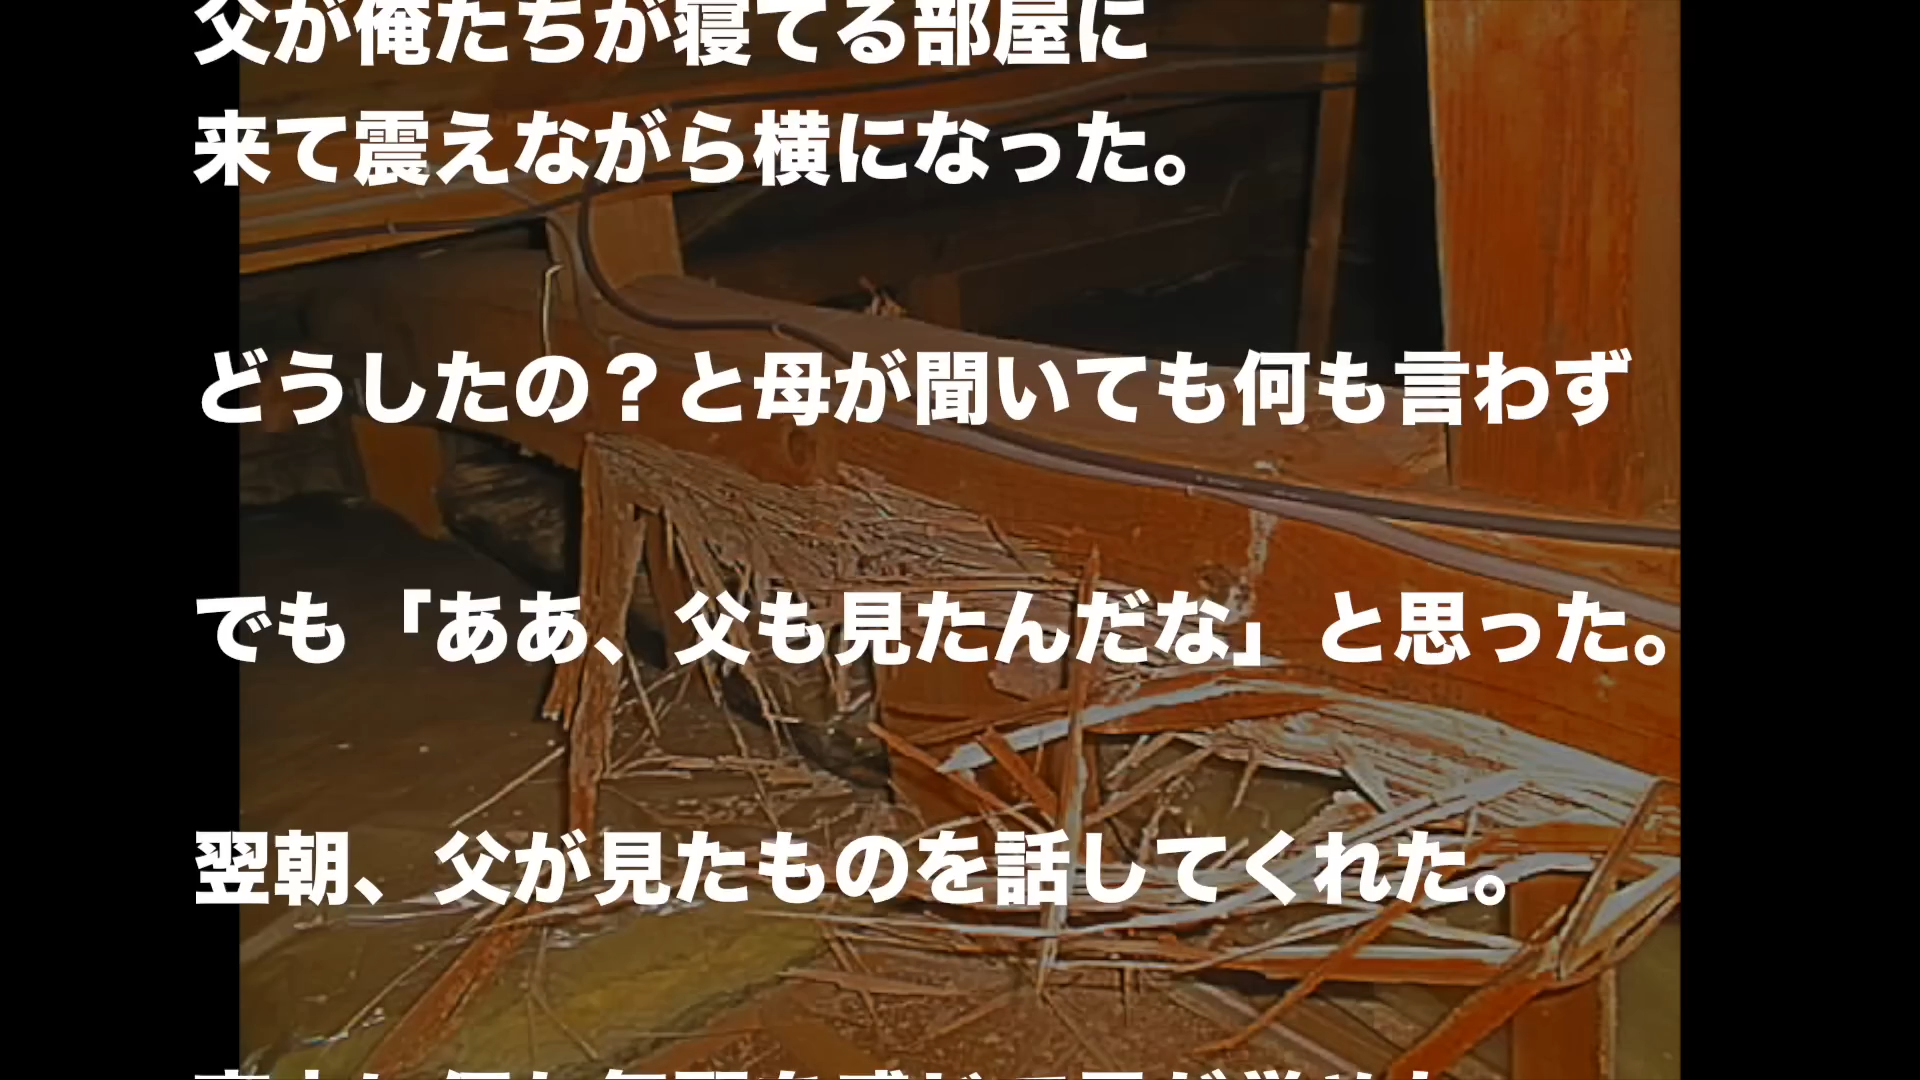 父が俺たちが寝てる部屋に
来て震えながら横になった。
どうしたの？と母が聞いても何も言わず
でも「ああ、父も見たんだな」と思った。
翌朝、父が見たものを話してくれた。